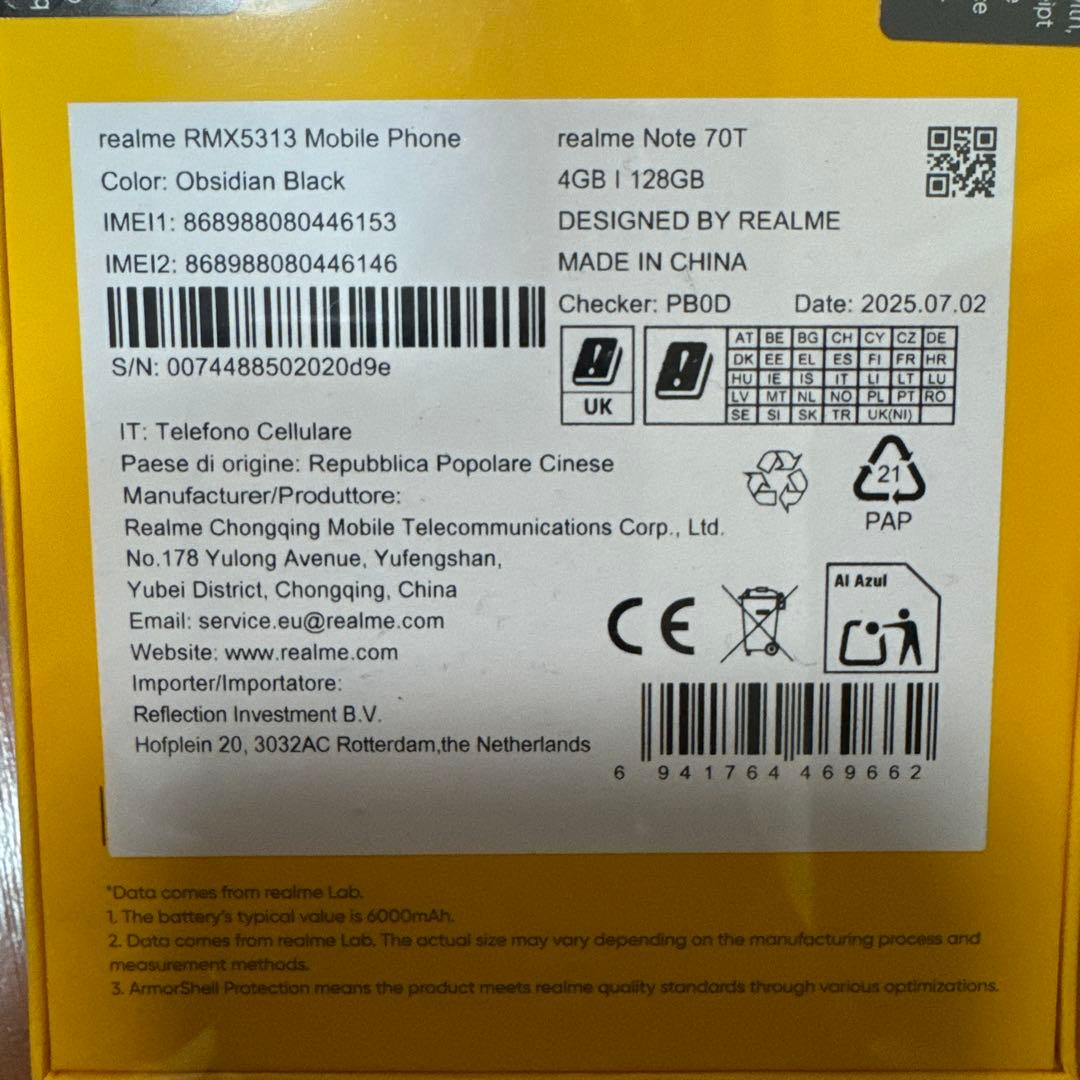 realme RMX5313 Mobile Phone
Color: Obsidian Black
IMEI1: 868988080446153
IMEI2: 868988080446146
S/N: 0074488502020d9e
realme Note 70T
4GB | 128GB
DESIGNED BY REALME
MADE IN CHINA
Checker: PB0D Date: 2025.07.02
UK
AT BE BG CH CY CZ DE
DK EE EL ES FI FR HR
HU IE IS IT LI LT LU
LV MT NL NO PL PT RO
SE SI SK TR UK(NI)
IT: Telefono Cellulare
Paese di origine: Repubblica Popolare Cinese
Manufacturer/Produttore:
Realme Chongqing Mobile Telecommunications Corp., Ltd.
No.178 Yulong Avenue, Yufengshan,
Yubei District, Chongqing, China
Email: service.eu@realme.com
Website: www.realme.com
Importer/Importatore:
Reflection Investment B.V.
Hofplein 20, 3032AC Rotterdam,the Netherlands
21
PAP
CE
Al Azul
6 941764 469662
*Data comes from realme Lab.
1. The battery's typical value is 6000mAh.
2. Data comes from realme Lab. The actual size may vary depending on the manufacturing process and
measurement methods.
3. ArmorShell Protection means the product meets realme quality standards through various optimizations.